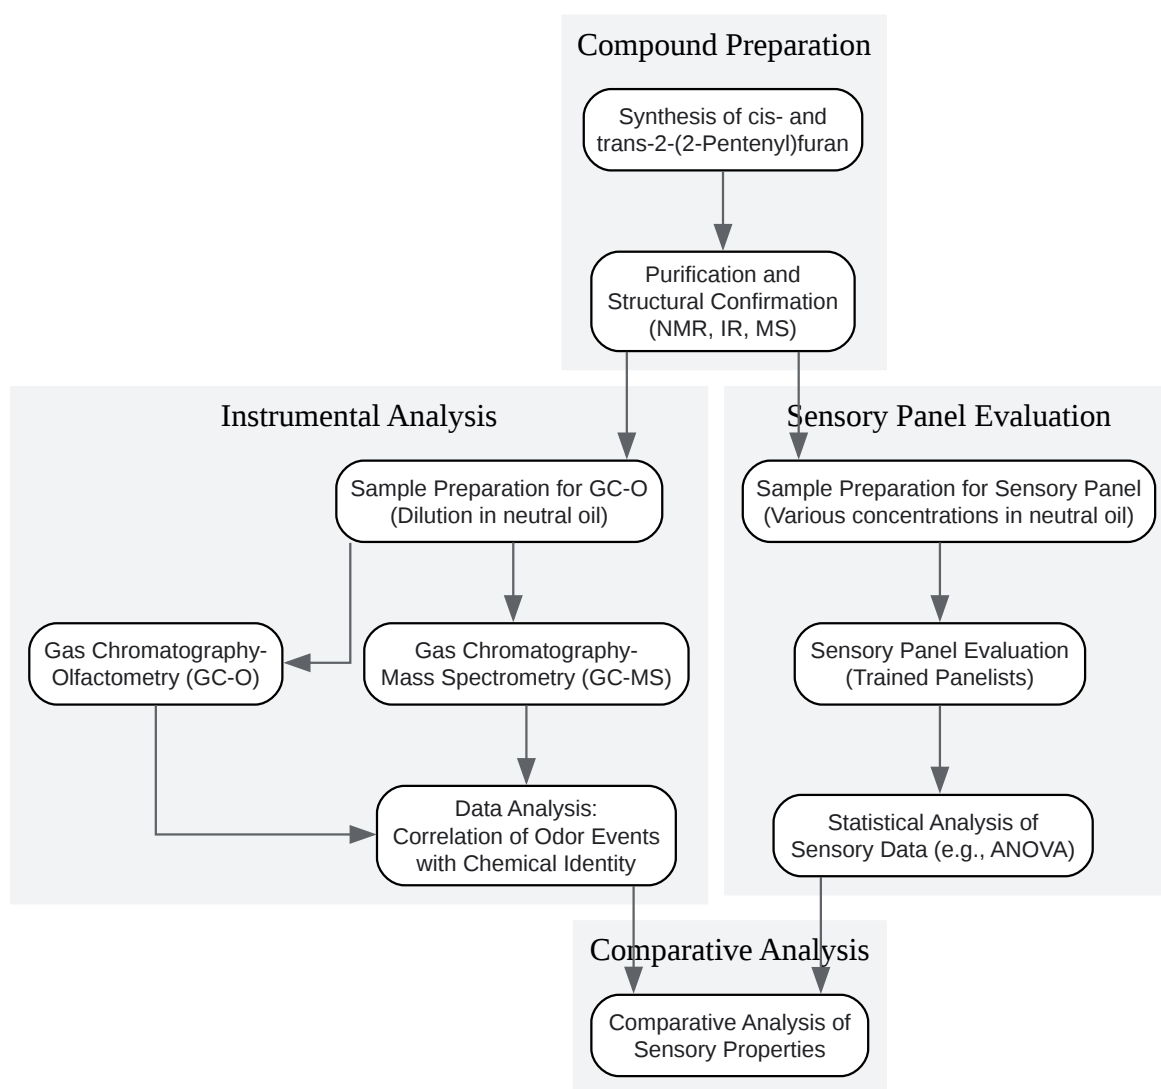 Compound Preparation
Synthesis of cis- and
trans-2-(2-Pentenyl)furan
Purification and
Structural Confirmation
(NMR, IR, MS)
Instrumental Analysis
Sample Preparation for GC-O
(Dilution in neutral oil)
Gas Chromatography-
Olfactometry (GC-O)
Gas Chromatography-
Mass Spectrometry (GC-MS)
Data Analysis:
Correlation of Odor Events
with Chemical Identity
Sensory Panel Evaluation
Sample Preparation for Sensory Panel
(Various concentrations in neutral oil)
Sensory Panel Evaluation
(Trained Panelists)
Statistical Analysis of
Sensory Data (e.g., ANOVA)
Comparative Analysis
Comparative Analysis of
Sensory Properties